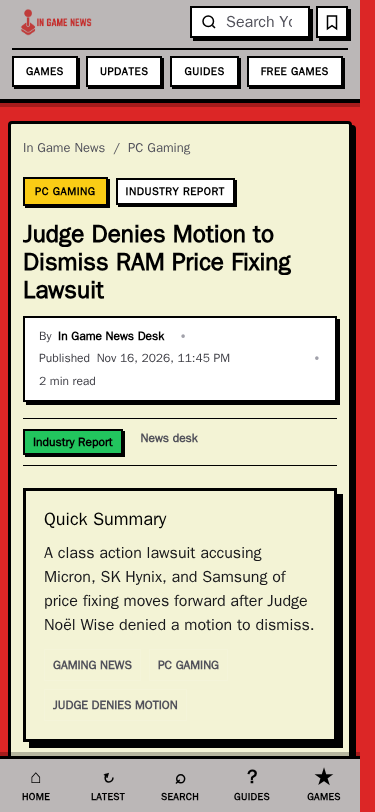 IN GAME NEWS
Search Yo
GAMES
UPDATES
GUIDES
FREE GAMES
In Game News / PC Gaming
PC GAMING
INDUSTRY REPORT
Judge Denies Motion to
Dismiss RAM Price Fixing
Lawsuit
By In Game News Desk •
Published Nov 16, 2026, 11:45 PM •
2 min read
Industry Report
News desk
Quick Summary
A class action lawsuit accusing
Micron, SK Hynix, and Samsung of
price fixing moves forward after Judge
Noël Wise denied a motion to dismiss.
GAMING NEWS
PC GAMING
JUDGE DENIES MOTION
HOME
LATEST
SEARCH
GUIDES
GAMES